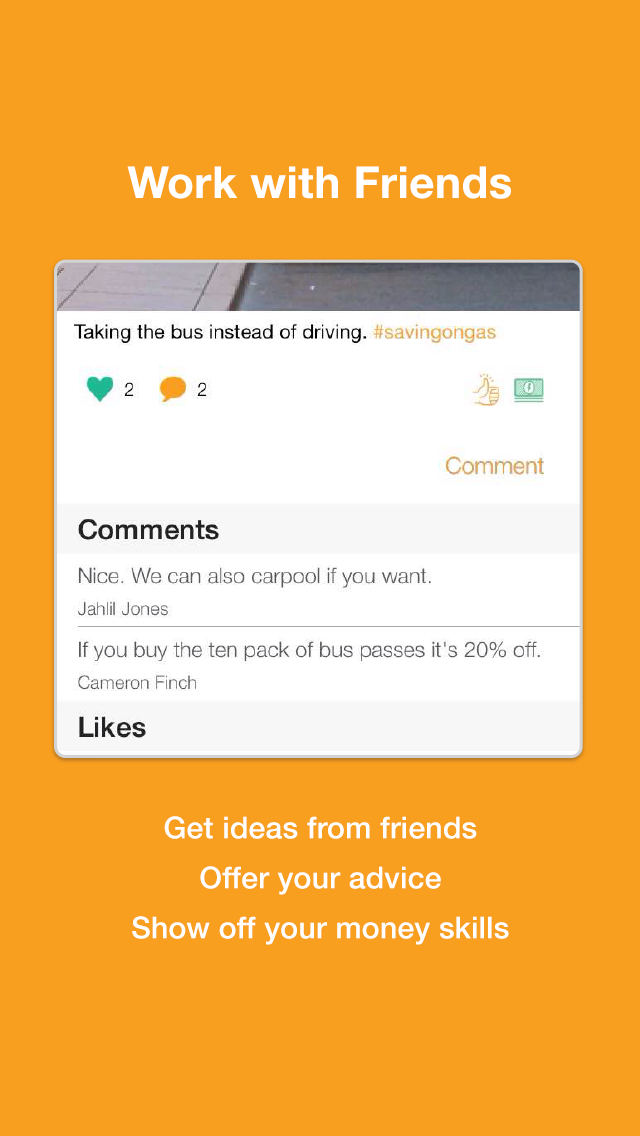 Work with Friends
Taking the bus instead of driving. #savingongas
2 2
Comment
Comments
Nice. We can also carpool if you want.
Jahlil Jones
If you buy the ten pack of bus passes it's 20% off.
Cameron Finch
Likes
Get ideas from friends
Offer your advice
Show off your money skills